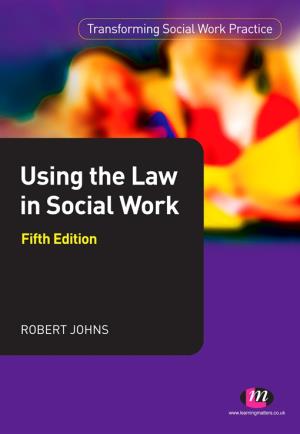 Transforming Social Work Practice
Using the Law
in Social Work
Fifth Edition
ROBERT JOHNS
m
www.learningmatters.co.uk